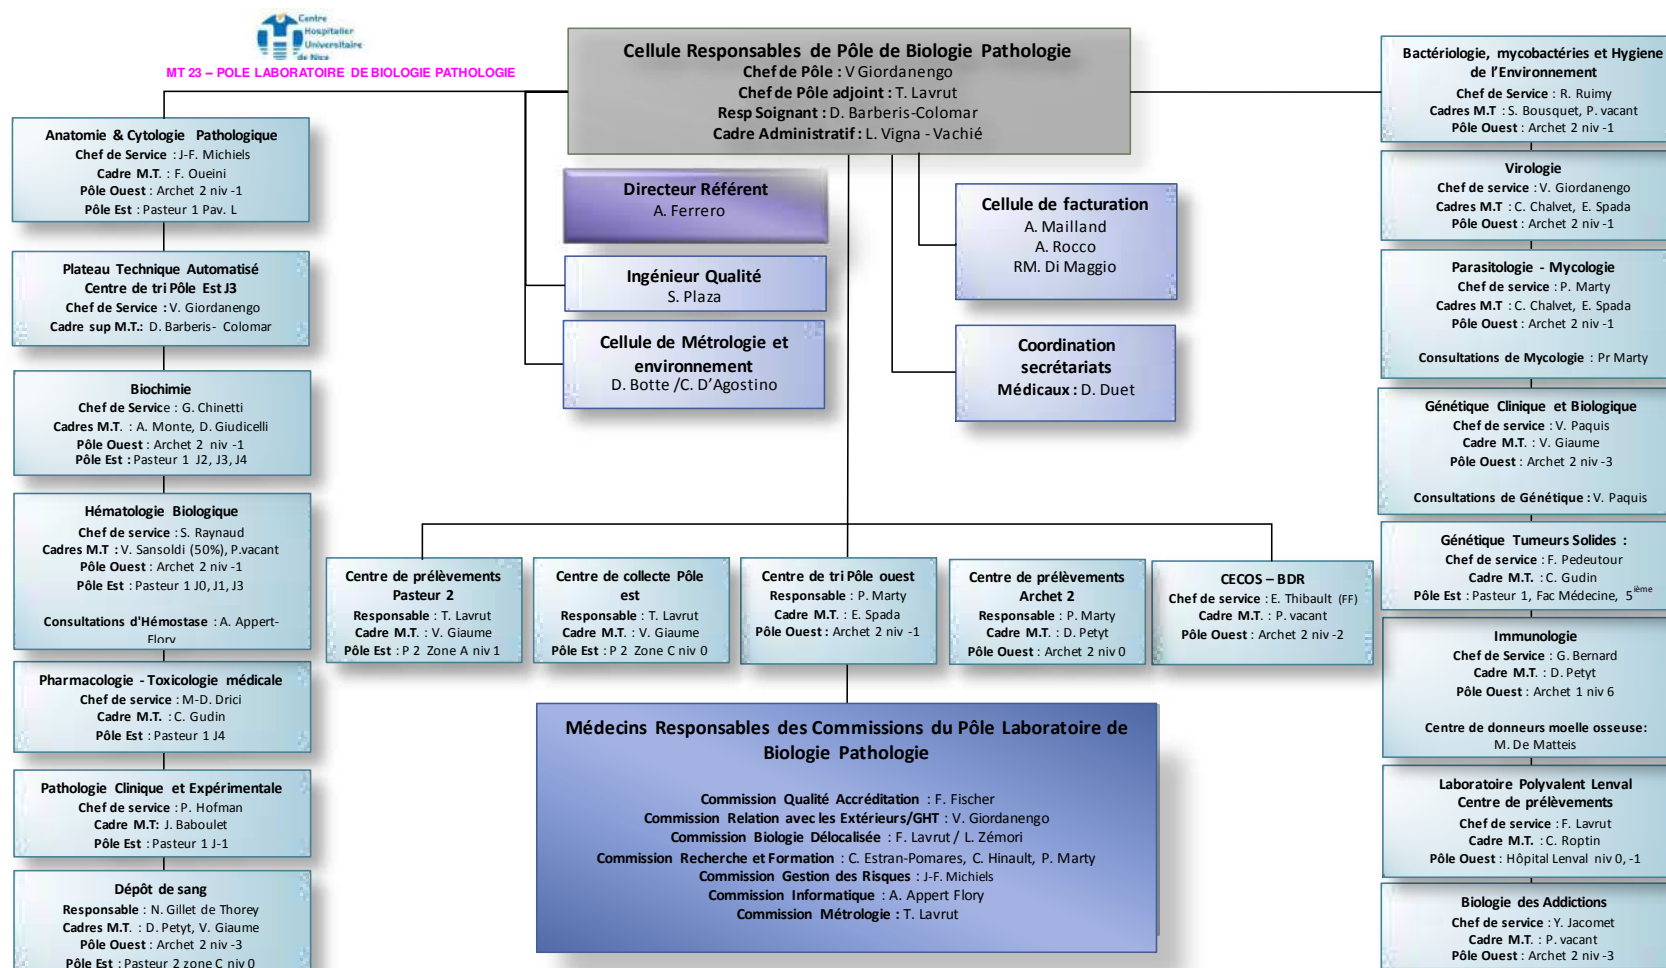 Centre
Hospitalier
Universitaire
de Nice
MT 23 – POLE LABORATOIRE DE BIOLOGIE PATHOLOGIE
Cellule Responsables de Pôle de Biologie Pathologie
Chef de Pôle : V Giordanengo
Chef de Pôle adjoint : T. Lavrut
Resp Soignant : D. Barberis-Colomar
Cadre Administratif : L. Vigna - Vachié
Anatomie & Cytologie Pathologique
Chef de Service : J-F. Michiels
Cadre M.T. : F. Oueini
Pôle Ouest : Archet 2 niv -1
Pôle Est : Pasteur 1 Pav. L
Plateau Technique Automatisé
Centre de tri Pôle Est J3
Chef de Service : V. Giordanengo
Cadre sup M.T.: D. Barberis- Colomar
Biochimie
Chef de Service : G. Chinetti
Cadres M.T. : A. Monte, D. Giudicelli
Pôle Ouest : Archet 2 niv -1
Pôle Est : Pasteur 1 J2, J3, J4
Hématologie Biologique
Chef de service : S. Raynaud
Cadres M.T : V. Sansoldi (50%), P.vacant
Pôle Ouest : Archet 2 niv -1
Pôle Est : Pasteur 1 J0, J1, J3
Consultations d'Hémostase : A. Appert-
Flory
Pharmacologie - Toxicologie médicale
Chef de service : M-D. Drici
Cadre M.T. : C. Gudin
Pôle Est : Pasteur 1 J4
Pathologie Clinique et Expérimentale
Chef de service : P. Hofman
Cadre M.T: J. Baboulet
Pôle Est : Pasteur 1 J-1
Dépôt de sang
Responsable : N. Gillet de Thorey
Cadres M.T. : D. Petyt, V. Giaume
Pôle Ouest : Archet 2 niv -3
Pôle Est : Pasteur 2 zone C niv 0
Directeur Référent
A. Ferrero
Ingénieur Qualité
S. Plaza
Cellule de Métrologie et
environnement
D. Botte /C. D'Agostino
Cellule de facturation
A. Mailland
A. Rocco
RM. Di Maggio
Coordination
secrétariats
Médicaux : D. Duet
Centre de prélèvements
Pasteur 2
Responsable : T. Lavrut
Cadre M.T. : V. Giaume
Pôle Est : P 2 Zone A niv 1
Centre de collecte Pôle
est
Responsable : T. Lavrut
Cadre M.T. : V. Giaume
Pôle Est : P 2 Zone C niv 0
Centre de tri Pôle ouest
Responsable : P. Marty
Cadre M.T. : E. Spada
Pôle Ouest : Archet 2 niv -1
Centre de prélèvements
Archet 2
Responsable : P. Marty
Cadre M.T. : D. Petyt
Pôle Ouest : Archet 2 niv 0
CECOS – BDR
Chef de service : E. Thibault (FF)
Cadre M.T. : P. vacant
Pôle Ouest : Archet 2 niv -2
Médecins Responsables des Commissions du Pôle Laboratoire de
Biologie Pathologie
Commission Qualité Accréditation : F. Fischer
Commission Relation avec les Extérieurs/GHT : V. Giordanengo
Commission Biologie Délocalisée : F. Lavrut / L. Zémori
Commission Recherche et Formation : C. Estran-Pomares, C. Hinault, P. Marty
Commission Gestion des Risques : J-F. Michiels
Commission Informatique : A. Appert Flory
Commission Métrologie : T. Lavrut
Bactériologie, mycobactéries et Hygiene
de l'Environnement
Chef de Service : R. Ruimy
Cadres M.T : S. Bousquet, P. vacant
Pôle Ouest : Archet 2 niv -1
Virologie
Chef de service : V. Giordanengo
Cadres M.T : C. Chalvet, E. Spada
Pôle Ouest : Archet 2 niv -1
Parasitologie - Mycologie
Chef de service : P. Marty
Cadres M.T : C. Chalvet, E. Spada
Pôle Ouest : Archet 2 niv -1
Consultations de Mycologie : Pr Marty
Génétique Clinique et Biologique
Chef de service : V. Paquis
Cadre M.T. : V. Giaume
Pôle Ouest : Archet 2 niv -3
Consultations de Génétique : V. Paquis
Génétique Tumeurs Solides :
Chef de service : F. Pedeutour
Cadre M.T. : C. Gudin
Pôle Est : Pasteur 1, Fac Médecine, 5ième
Immunologie
Chef de Service : G. Bernard
Cadre M.T. : D. Petyt
Pôle Ouest : Archet 1 niv 6
Centre de donneurs moelle osseuse:
M. De Matteis
Laboratoire Polyvalent Lenval
Centre de prélèvements
Chef de service : F. Lavrut
Cadre M.T. : C. Roptin
Pôle Ouest : Hôpital Lenval niv 0, -1
Biologie des Addictions
Chef de service : Y. Jacomet
Cadre M.T. : P. vacant
Pôle Ouest : Archet 2 niv -3